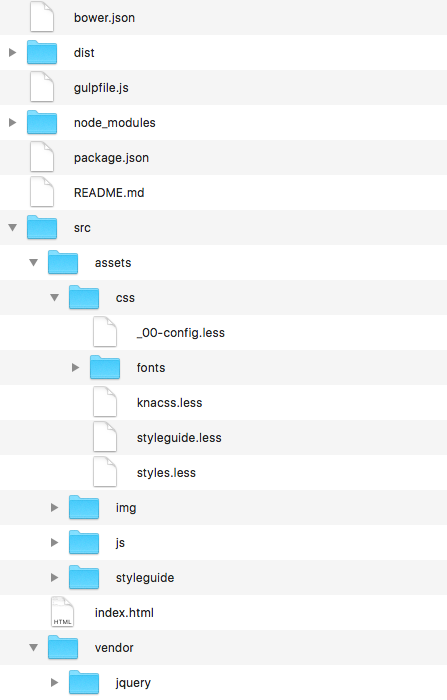 bower.json
dist
gulpfile.js
node_modules
package.json
README.md
src
assets
css
_00-config.less
fonts
knacss.less
styleguide.less
styles.less
img
js
styleguide
HTML index.html
vendor
jquery